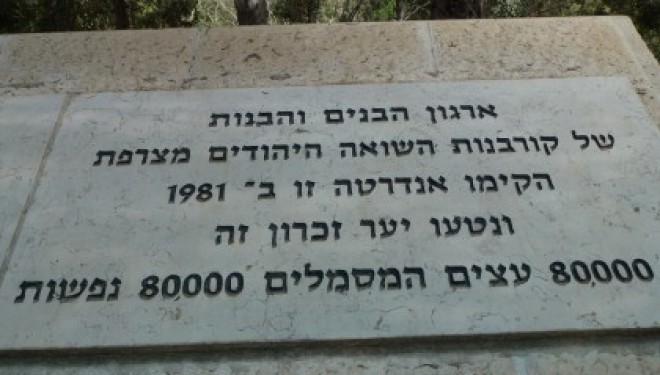 ארגון הבנים והבנות
של קורבנות השואה היהודים מצרפת
הקימו אנדרטה זו ב־ 1981
ונטעו יער זכרון זה
80,000 עצים המסמלים 80,000 נפשות